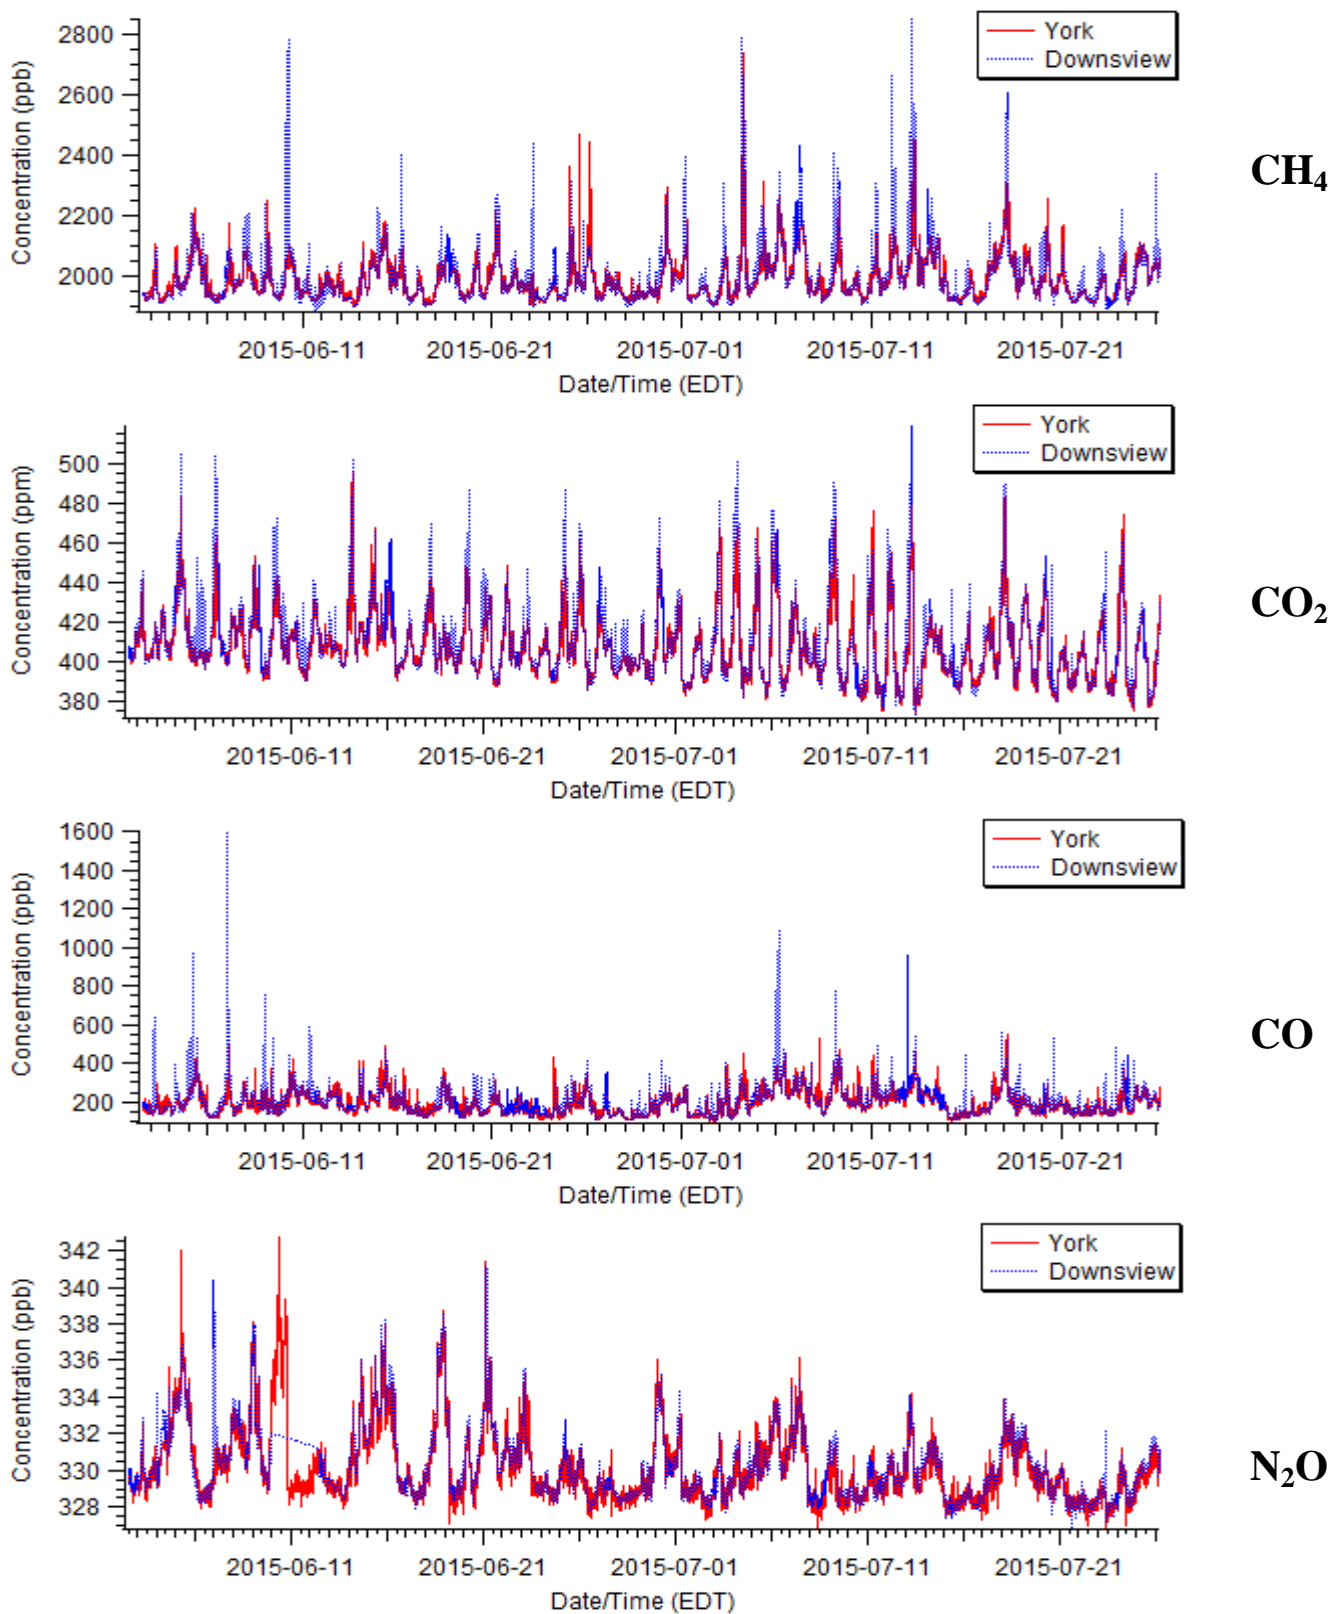 2800
2600
2400
2200
2000
Concentration (ppb)
York
Downsview
CH4
2015-06-11 2015-06-21 2015-07-01 2015-07-11 2015-07-21
Date/Time (EDT)
500
480
460
440
420
400
380
Concentration (ppm)
York
Downsview
CO2
2015-06-11 2015-06-21 2015-07-01 2015-07-11 2015-07-21
Date/Time (EDT)
1600
1400
1200
1000
800
600
400
200
Concentration (ppb)
York
Downsview
CO
2015-06-11 2015-06-21 2015-07-01 2015-07-11 2015-07-21
Date/Time (EDT)
342
340
338
336
334
332
330
328
Concentration (ppb)
York
Downsview
N2O
2015-06-11 2015-06-21 2015-07-01 2015-07-11 2015-07-21
Date/Time (EDT)